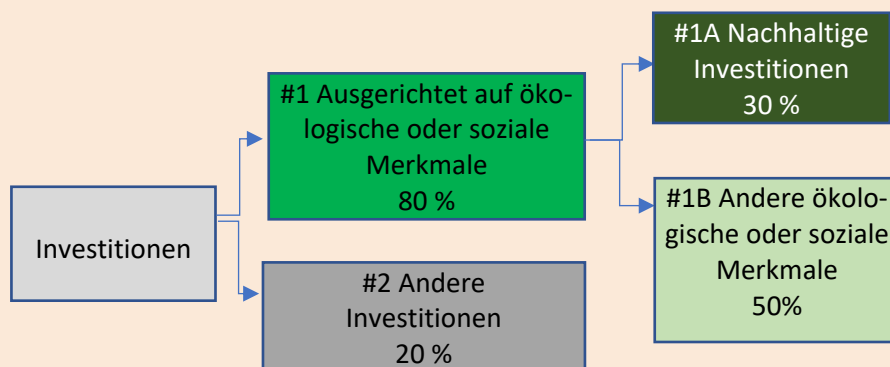 Investitionen
#1 Ausgerichtet auf öko-
logische oder soziale
Merkmale
80 %
#2 Andere
Investitionen
20 %
#1A Nachhaltige
Investitionen
30 %
#1B Andere ökolo-
gische oder soziale
Merkmale
50%